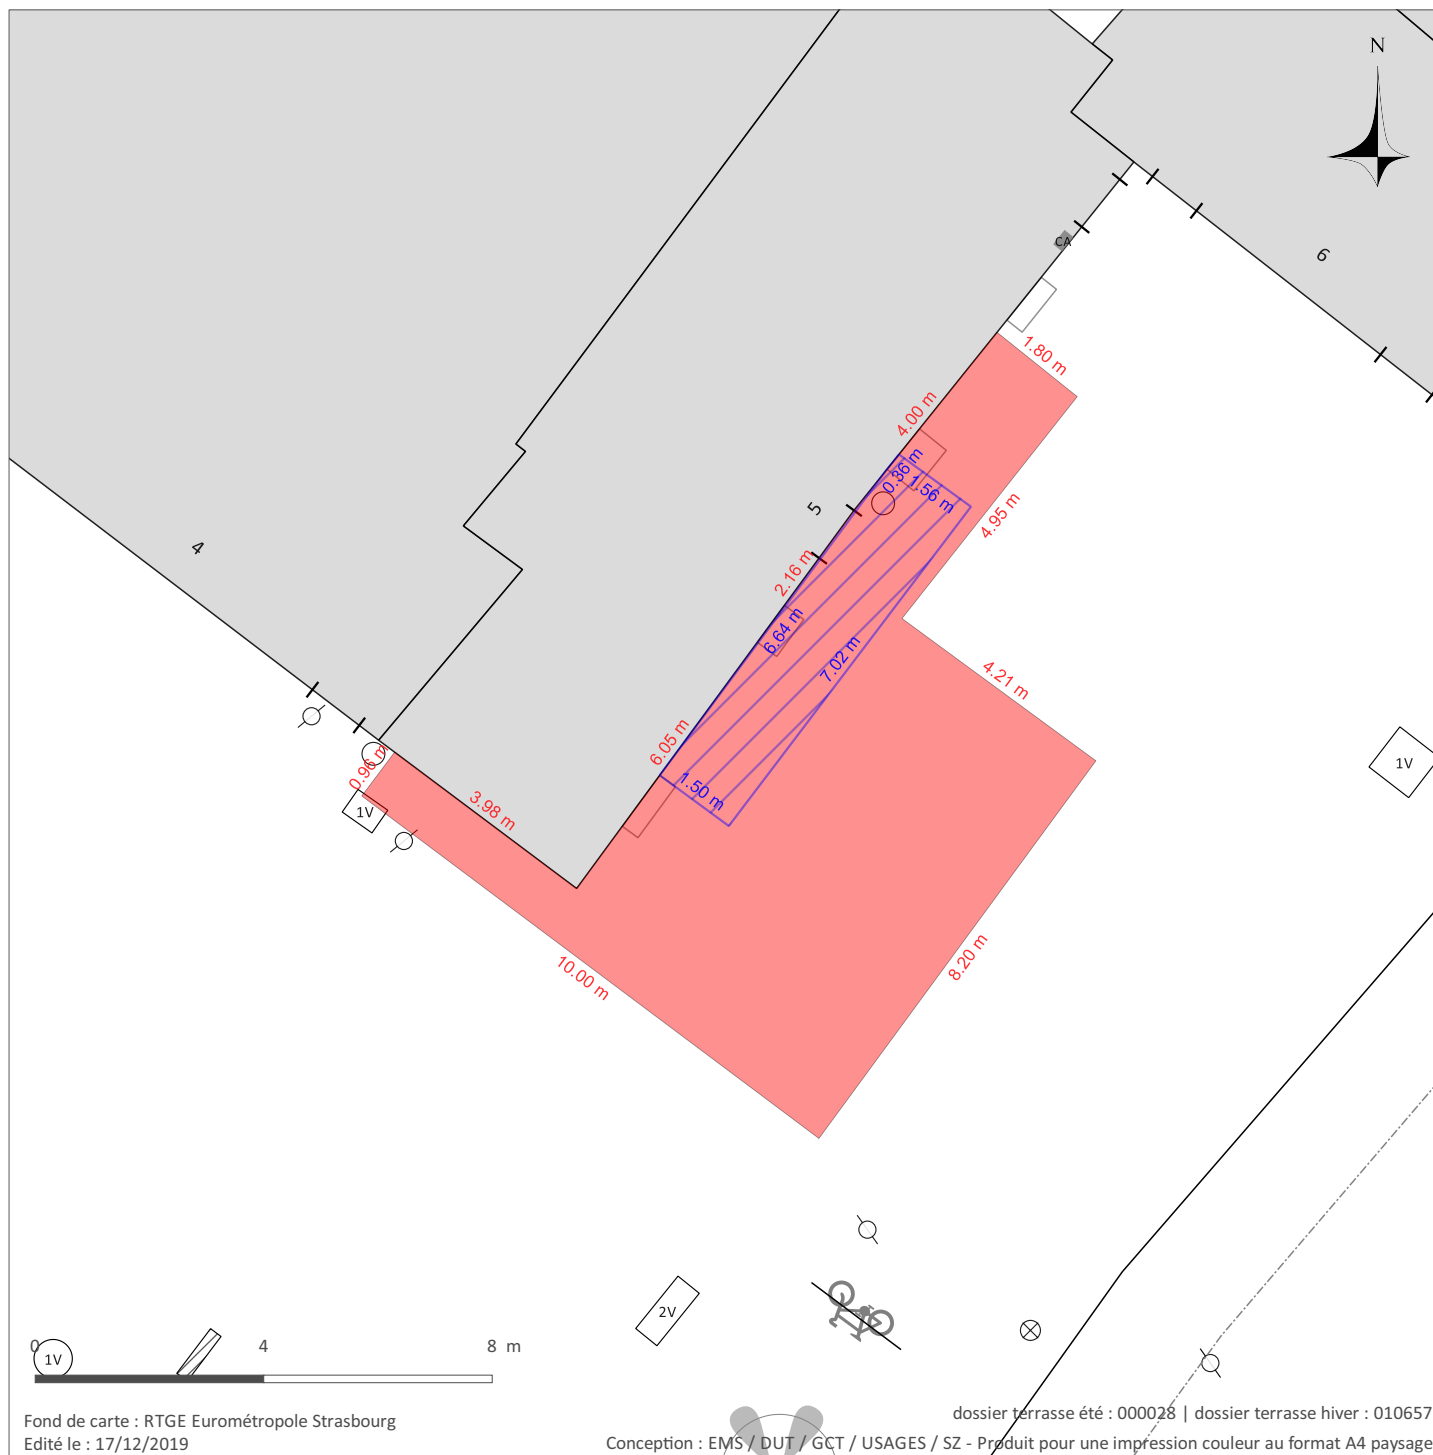 N
CA
6
1.80 m
4.00 m
0.36 m
1.56 m
4.95 m
5
4
2.16 m
6.64 m
7.02 m
4.21 m
6.05 m
0.96 m
1.50 m
3.98 m
1V
1V
10.00 m
8.20 m
2V
0 4 8 m
1V
Fond de carte : RTGE Eurométropole Strasbourg
Edité le : 17/12/2019
dossier terrasse été : 000028 | dossier terrasse hiver : 010657
Conception : EMS / DUT / GCT / USAGES / SZ - Produit pour une impression couleur au format A4 paysage